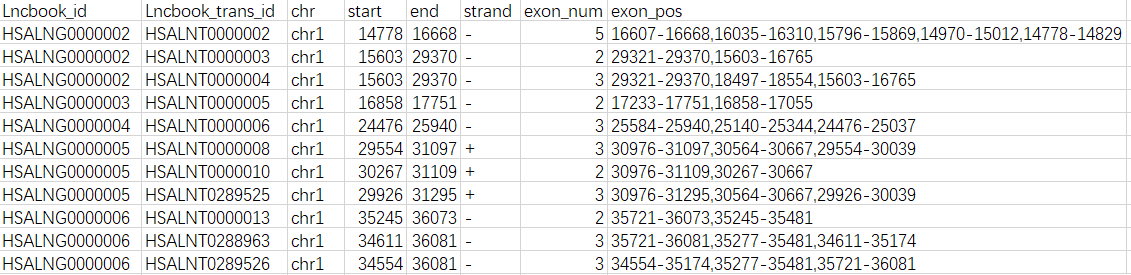 Lncbook_id Lncbook_trans_id chr start end strand exon_num exon_pos
HSALNG0000002 HSALNT0000002 chr1 14778 16668 - 5 16607-16668,16035-16310,15796-15869,14970-15012,14778-14829
HSALNG0000002 HSALNT0000003 chr1 15603 29370 - 2 29321-29370,15603-16765
HSALNG0000002 HSALNT0000004 chr1 15603 29370 - 3 29321-29370,18497-18554,15603-16765
HSALNG0000003 HSALNT0000005 chr1 16858 17751 - 2 17233-17751,16858-17055
HSALNG0000004 HSALNT0000006 chr1 24476 25940 - 3 25584-25940,25140-25344,24476-25037
HSALNG0000005 HSALNT0000008 chr1 29554 31097 + 3 30976-31097,30564-30667,29554-30039
HSALNG0000005 HSALNT0000010 chr1 30267 31109 + 2 30976-31109,30267-30667
HSALNG0000005 HSALNT0289525 chr1 29926 31295 + 3 30976-31295,30564-30667,29926-30039
HSALNG0000006 HSALNT0000013 chr1 35245 36073 - 2 35721-36073,35245-35481
HSALNG0000006 HSALNT0288963 chr1 34611 36081 - 3 35721-36081,35277-35481,34611-35174
HSALNG0000006 HSALNT0289526 chr1 34554 36081 - 3 34554-35174,35277-35481,35721-36081